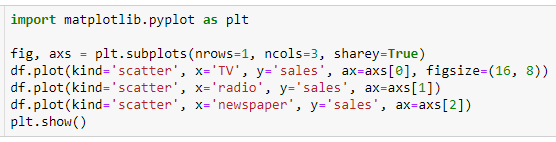 import matplotlib.pyplot as plt

fig, axs = plt.subplots(nrows=1, ncols=3, sharey=True)
df.plot(kind='scatter', x='TV', y='sales', ax=axs[0], figsize=(16, 8))
df.plot(kind='scatter', x='radio', y='sales', ax=axs[1])
df.plot(kind='scatter', x='newspaper', y='sales', ax=axs[2])
plt.show()